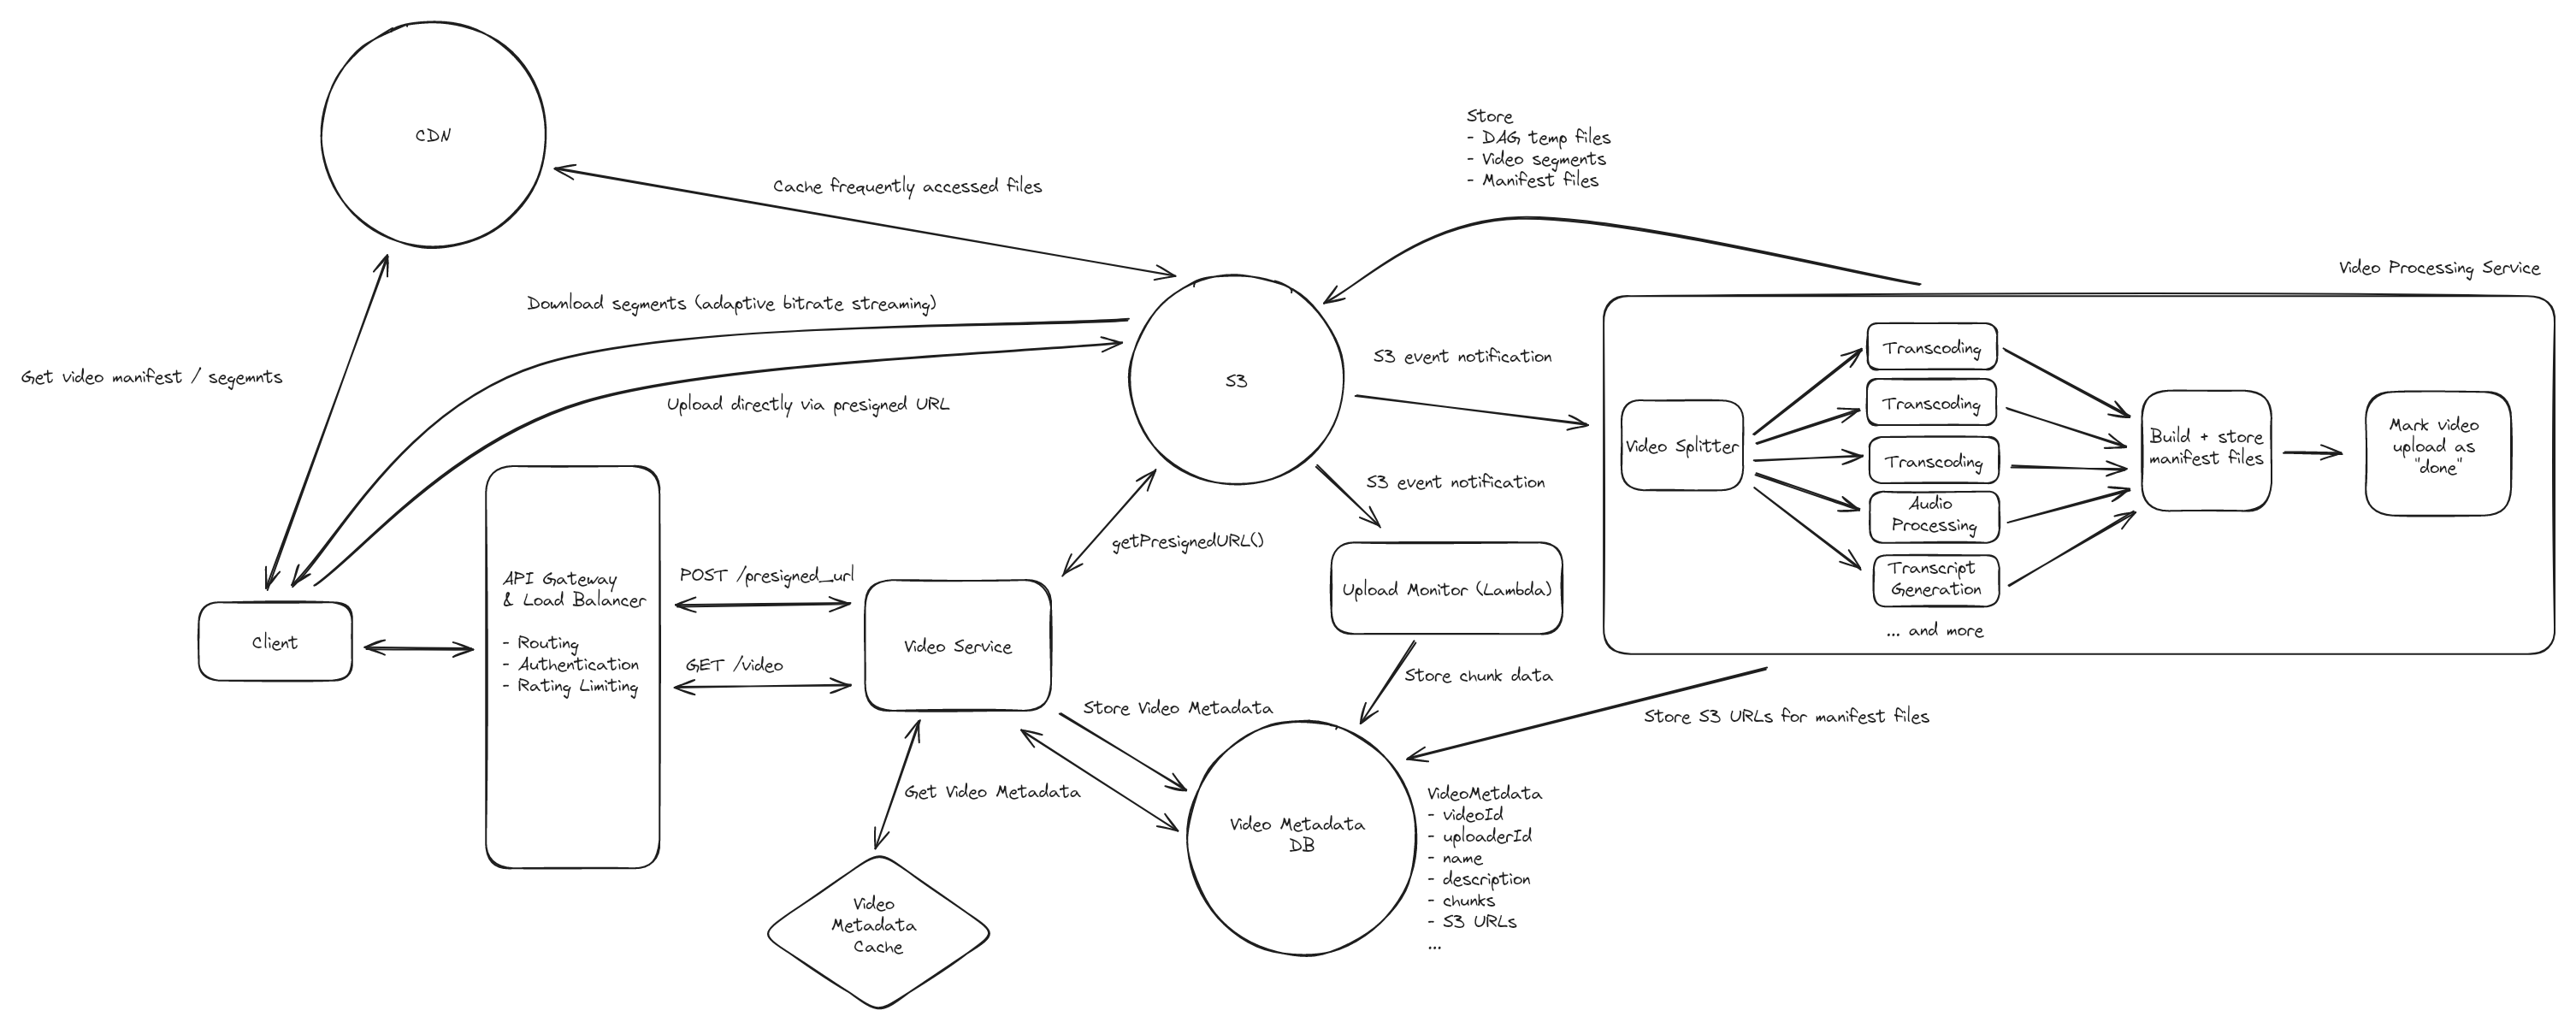 CDN
Store
- DAG temp files
- Video segments
- Manifest files
Cache frequently accessed files
Video Processing Service
Download segments (adaptive bitrate streaming)
Get video manifest / segemnts
Upload directly via presigned URL
S3
S3 event notification
S3 event notification
Video Splitter
Transcoding
Transcoding
Transcoding
Audio
Processing
Transcript
Generation
... and more
Build + store
manifest files
Mark video
upload as
"done"
getPresignedURL()
Upload Monitor (Lambda)
Client
API Gateway
& Load Balancer
- Routing
- Authentication
- Rating Limiting
POST /presigned_url
GET /video
Video Service
Store chunk data
Store Video Metadata
Store S3 URLs for manifest files
Get Video Metadata
Video Metadata
DB
VideoMetdata
- videoId
- uploaderId
- name
- description
- chunks
- S3 URLs
...
Video
Metadata
Cache